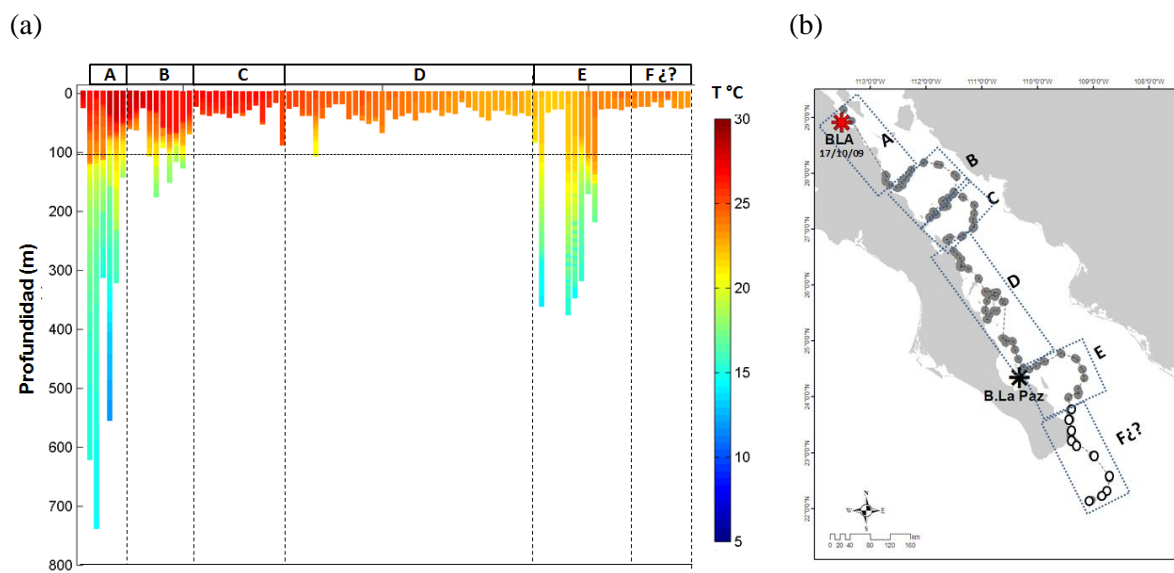 (a)
(b)
A B C D E F ¿?
Profundidad (m)
0
100
200
300
400
500
600
700
800
T °C
30
25
20
15
10
5
113°0'0"W 112°0'0"W 111°0'0"W 110°0'0"W 109°0'0"W 108°0'0"W
29°0'0"N
28°0'0"N
27°0'0"N
26°0'0"N
25°0'0"N
24°0'0"N
23°0'0"N
22°0'0"N
BLA
17/10/09
A
B
C
D
E
B.La Paz
F¿?
N
W E
S
0 20 40 80 120 160
km